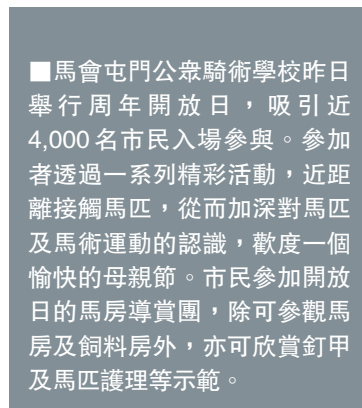 ■馬會屯門公眾騎術學校昨日
舉行周年開放日，吸引近
4,000名市民入場參與。參加
者透過一系列精彩活動，近距
離接觸馬匹，從而加深對馬匹
及馬術運動的認識，歡度一個
愉快的母親節。市民參加開放
日的馬房導賞團，除可參觀馬
房及飼料房外，亦可欣賞釘甲
及馬匹護理等示範。